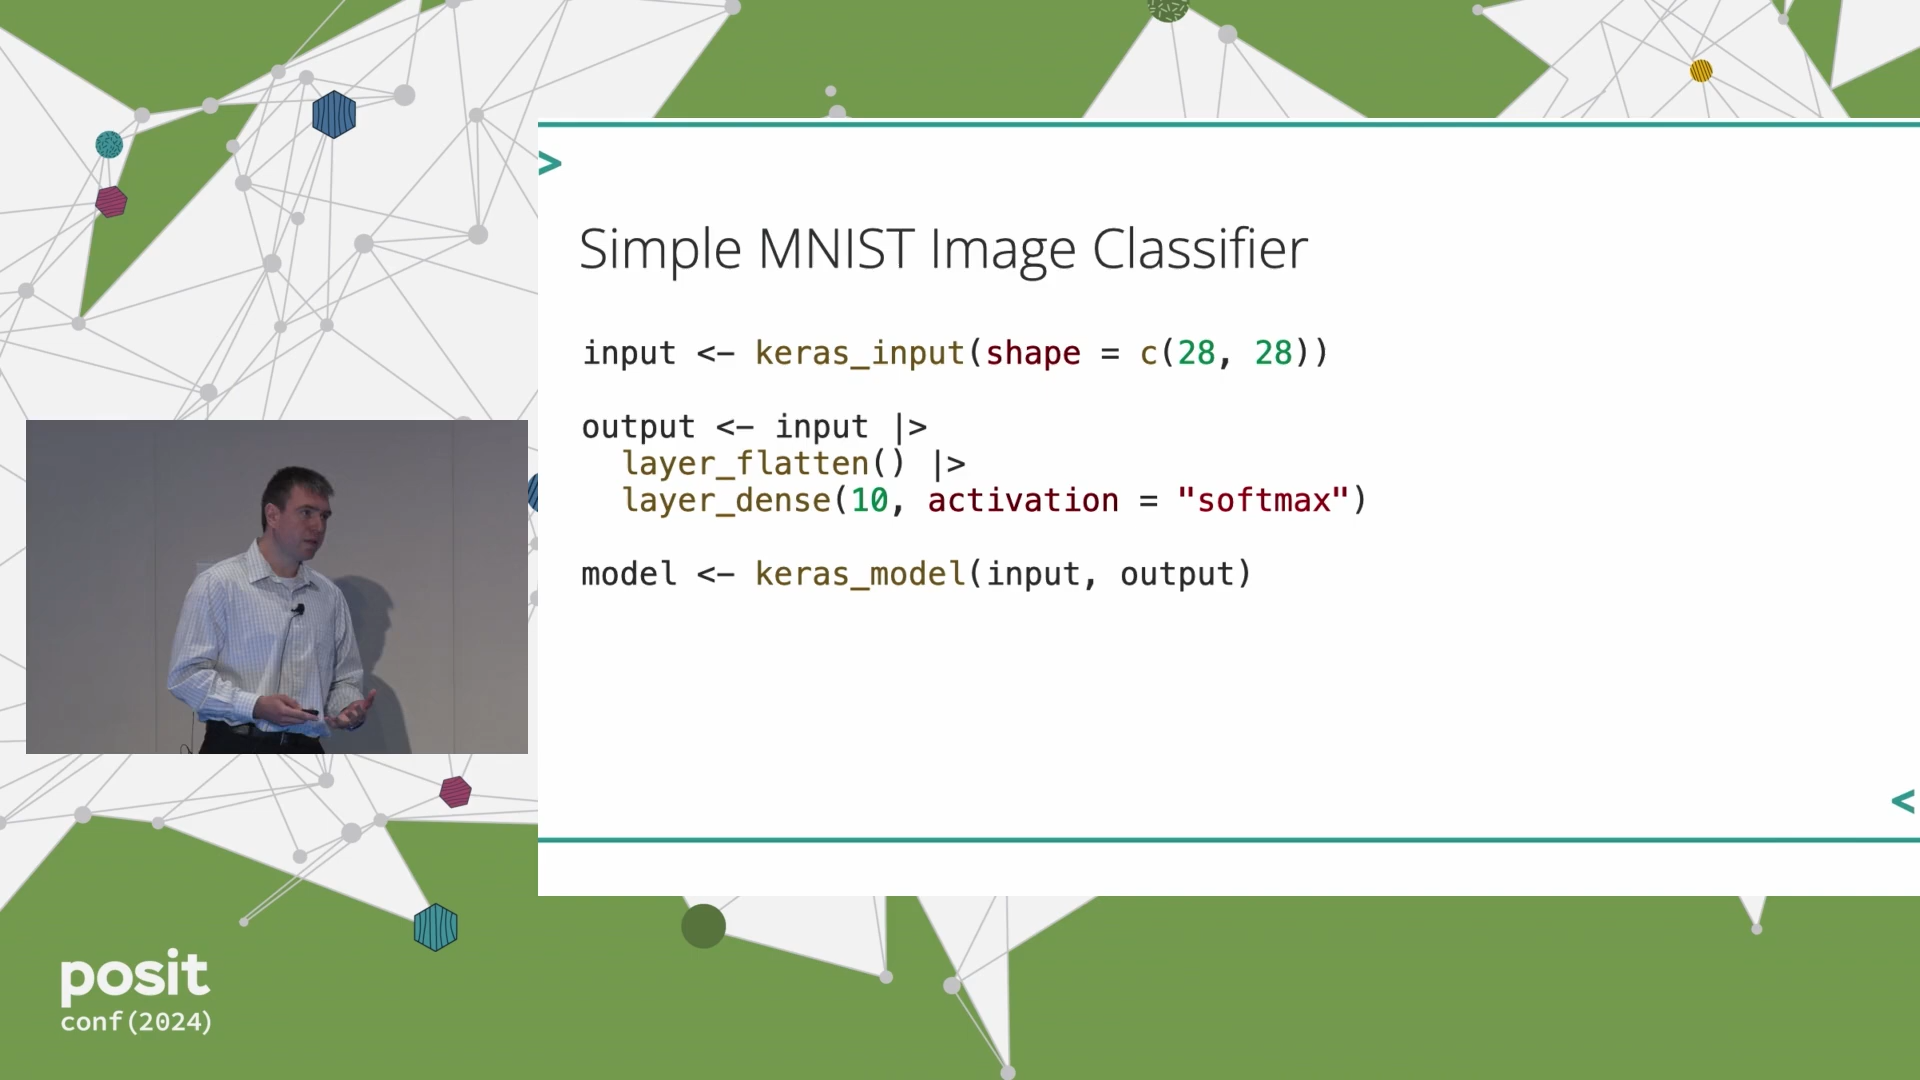 >
Simple MNIST Image Classifier
input <- keras_input(shape = c(28, 28))
output <- input |>
layer_flatten() |>
layer_dense(10, activation = "softmax")
model <- keras_model(input, output)
<
posit
conf(2024)